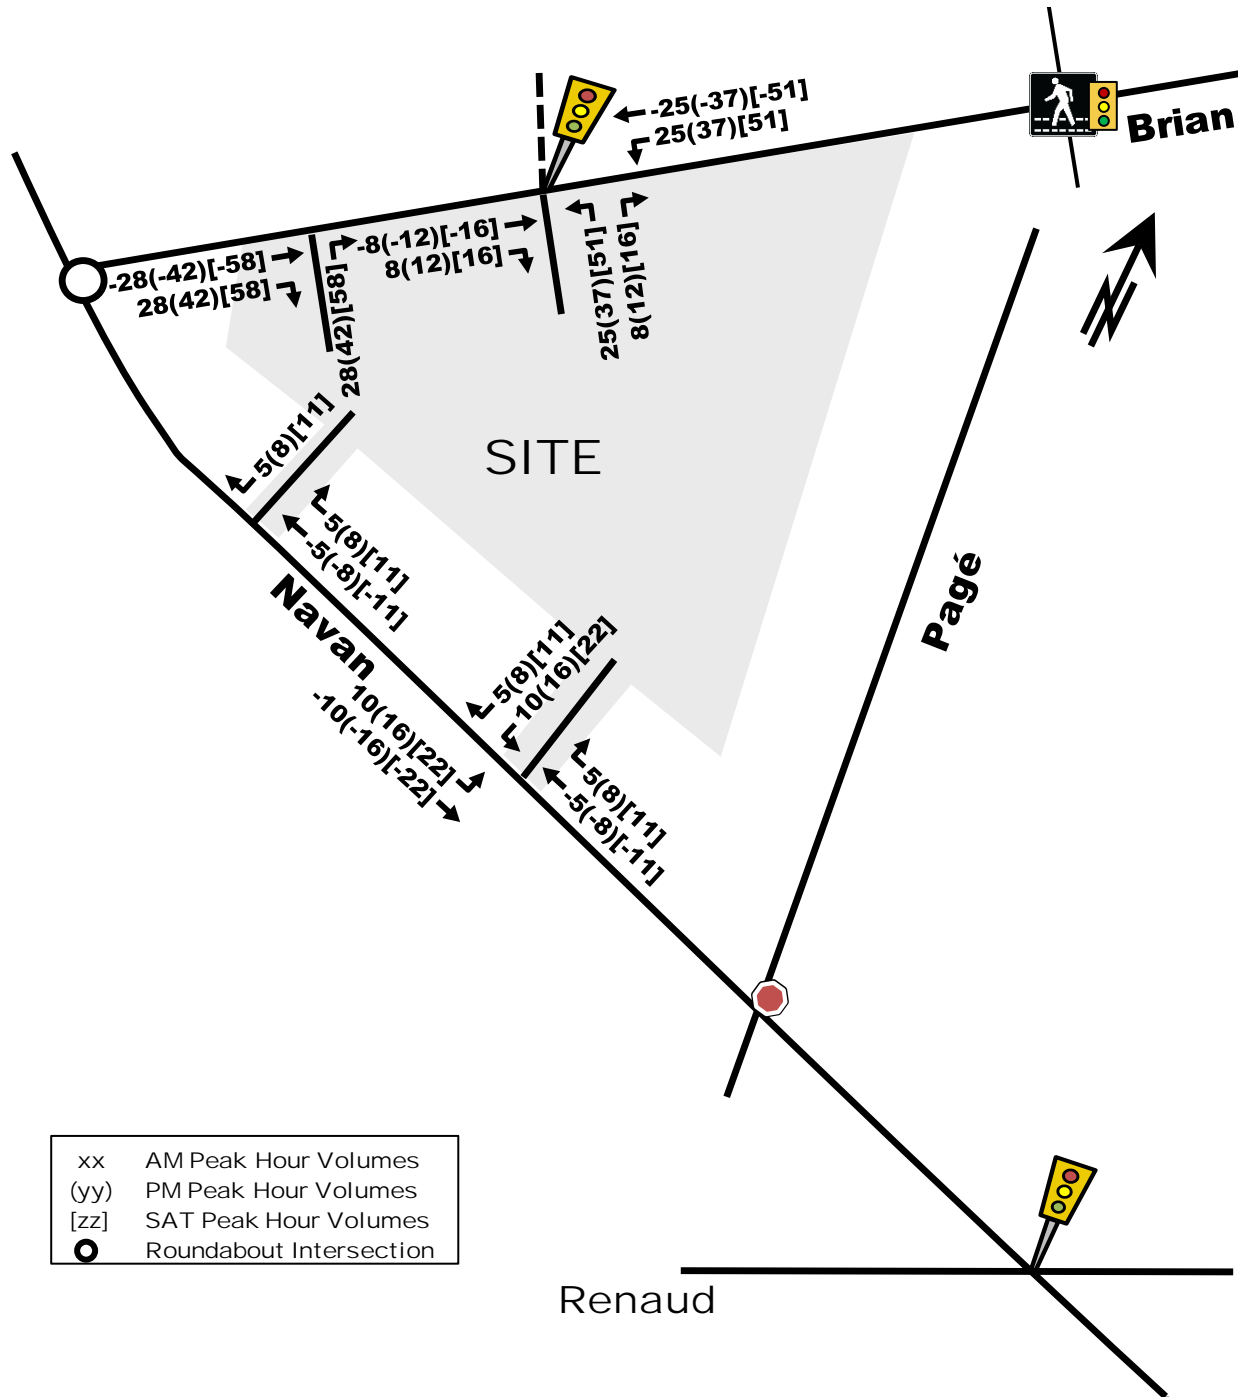 -25(-37)[-51]
25(37)[51]
Brian
-8(-12)[-16]
8(12)[16]
-28(-42)[-58]
28(42)[58]
28(42)[58]
25(37)[51]
8(12)[16]
5(8)[11]
SITE
5(8)[11]
-5(-8)[-11]
Navan
Pagé
5(8)[11]
10(16)[22]
10(16)[22]
-10(-16)[-22]
5(8)[11]
-5(-8)[-11]
xx AM Peak Hour Volumes
(yy) PM Peak Hour Volumes
[zz] SAT Peak Hour Volumes
Roundabout Intersection
Renaud